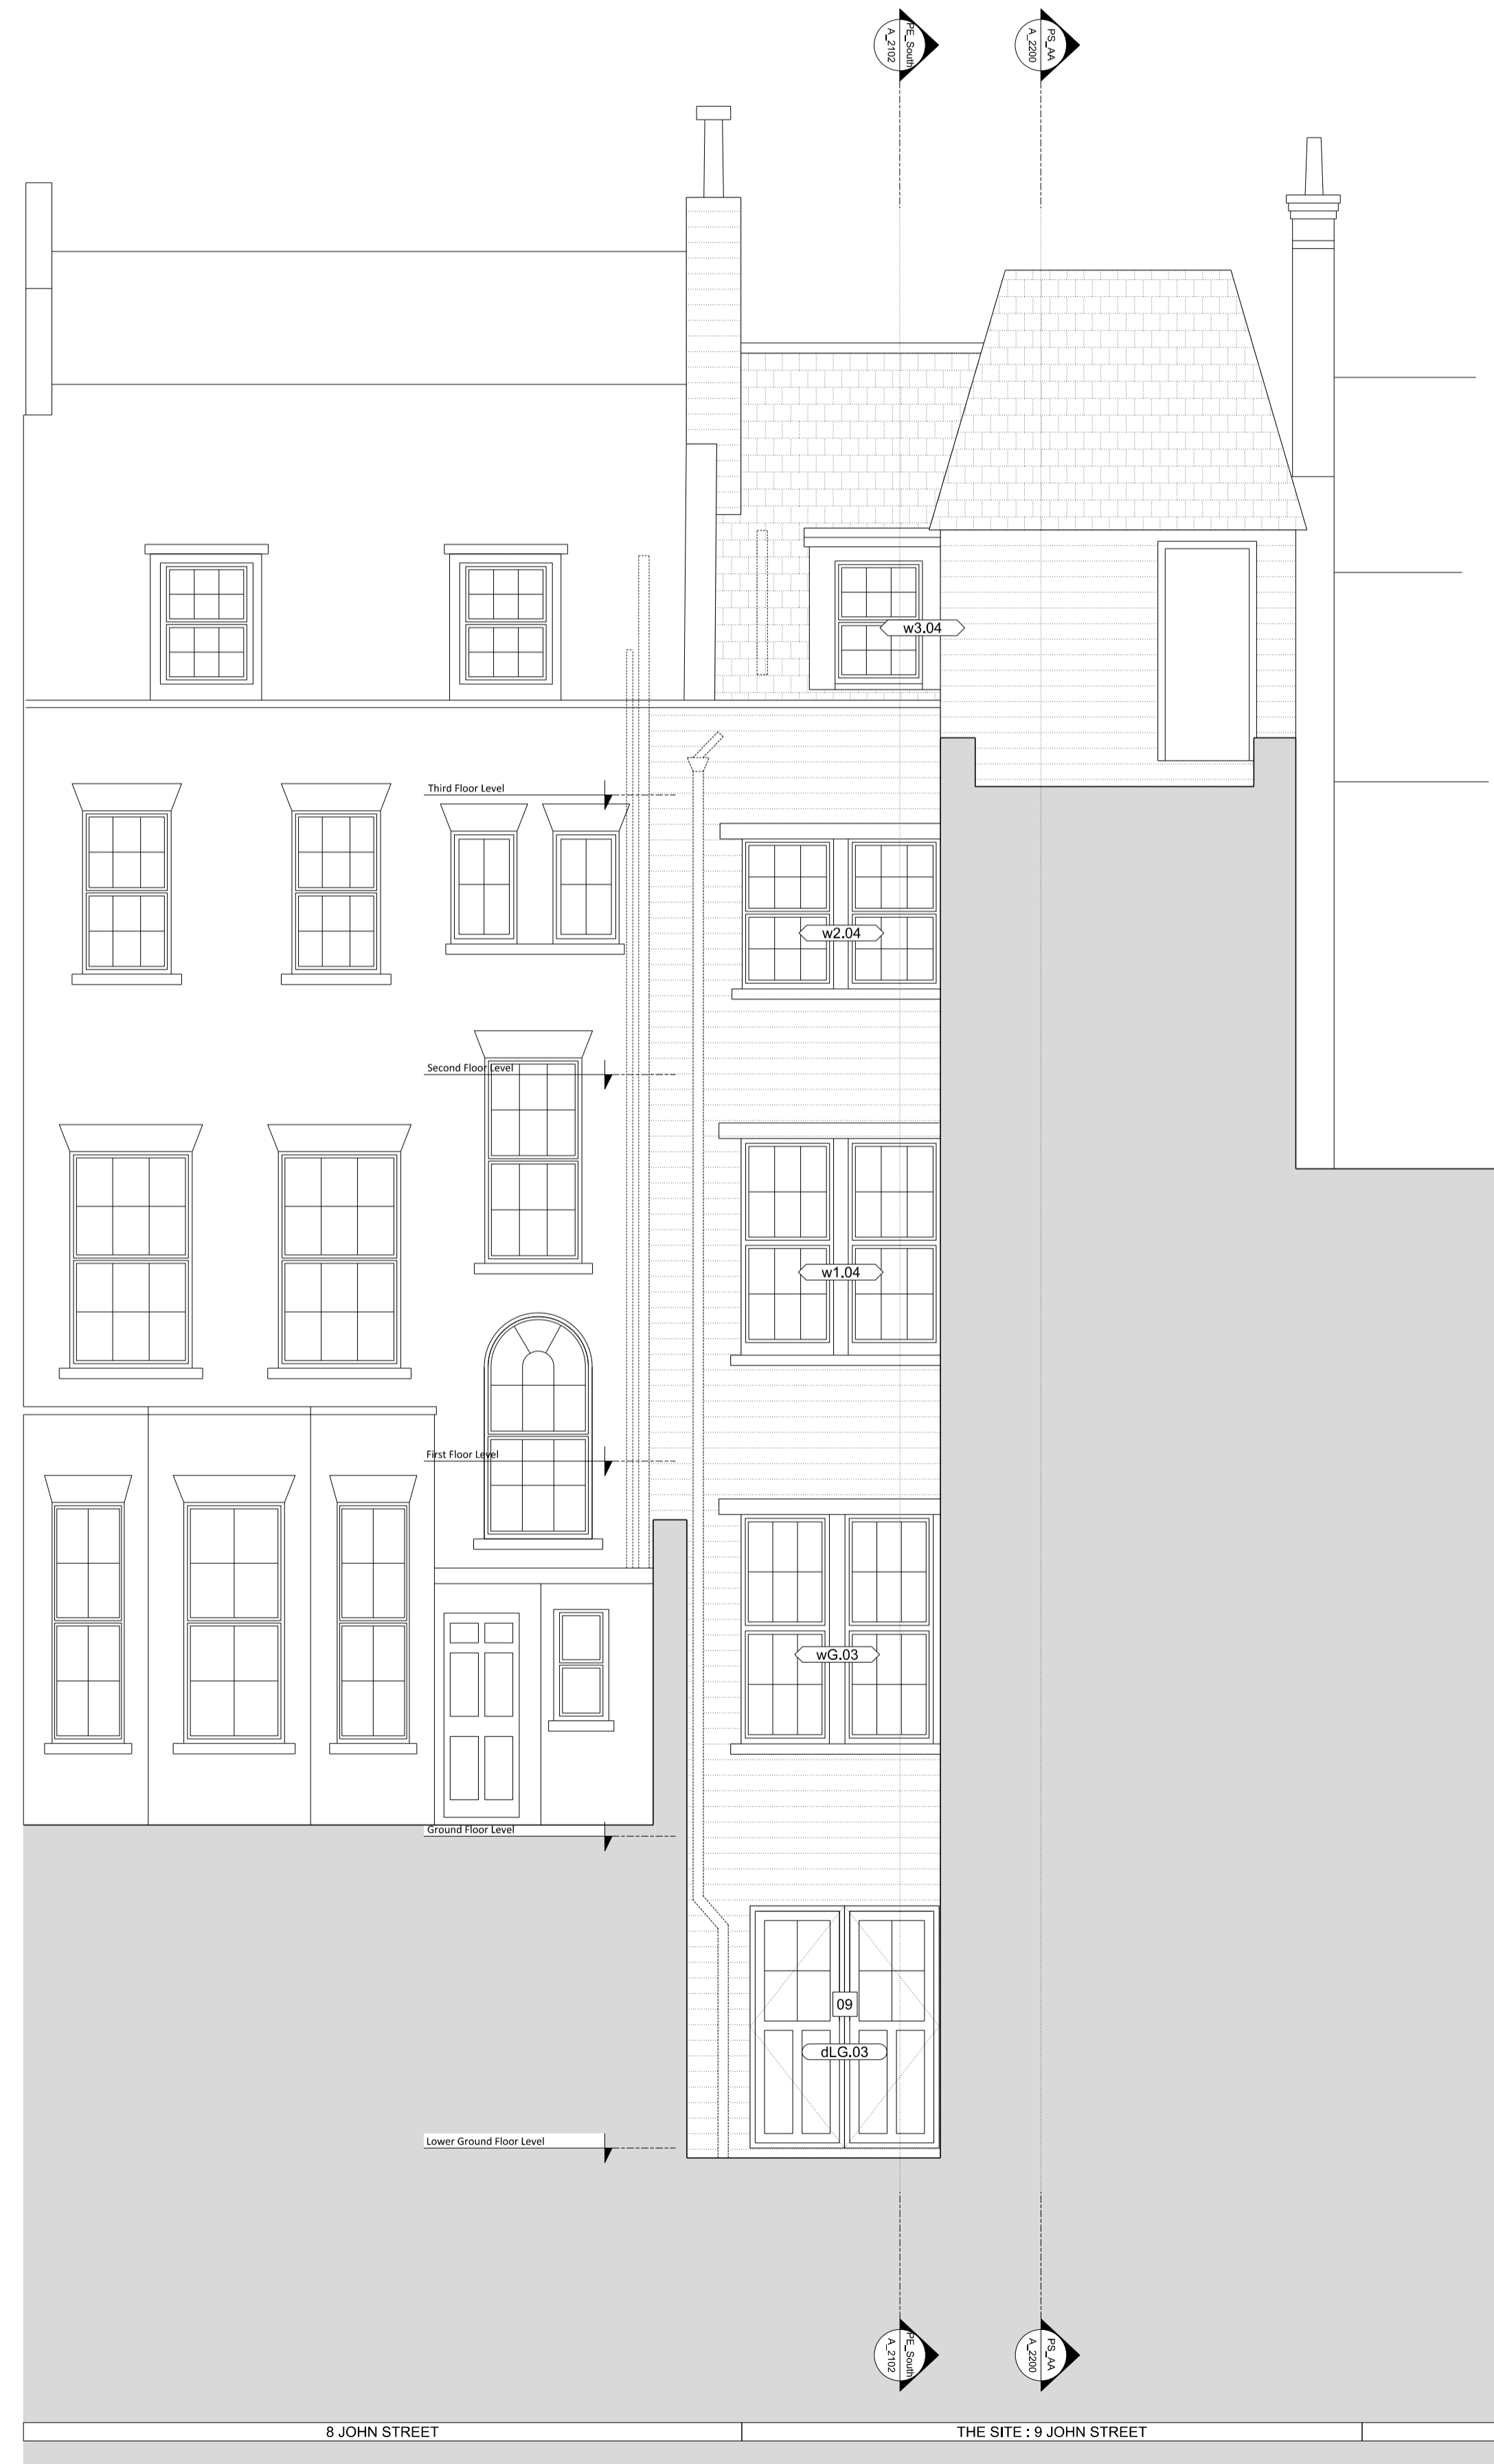 PE_South
A_2102
PS_AA
A_2200
w3.04
Third Floor Level
w2.04
Second Floor Level
w1.04
First Floor Level
wG.03
Ground Floor Level
09
dLG.03
Lower Ground Floor Level
PE_South
A_2102
PS_AA
A_2200
8 JOHN STREET
THE SITE : 9 JOHN STREET